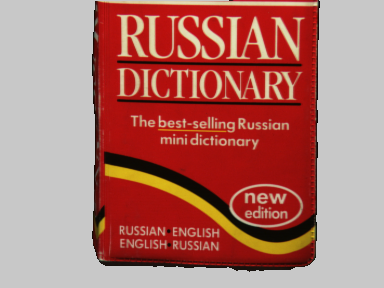 RUSSIAN
DICTIONARY
The best-selling Russian
mini dictionary
new
edition
RUSSIAN•ENGLISH
ENGLISH•RUSSIAN